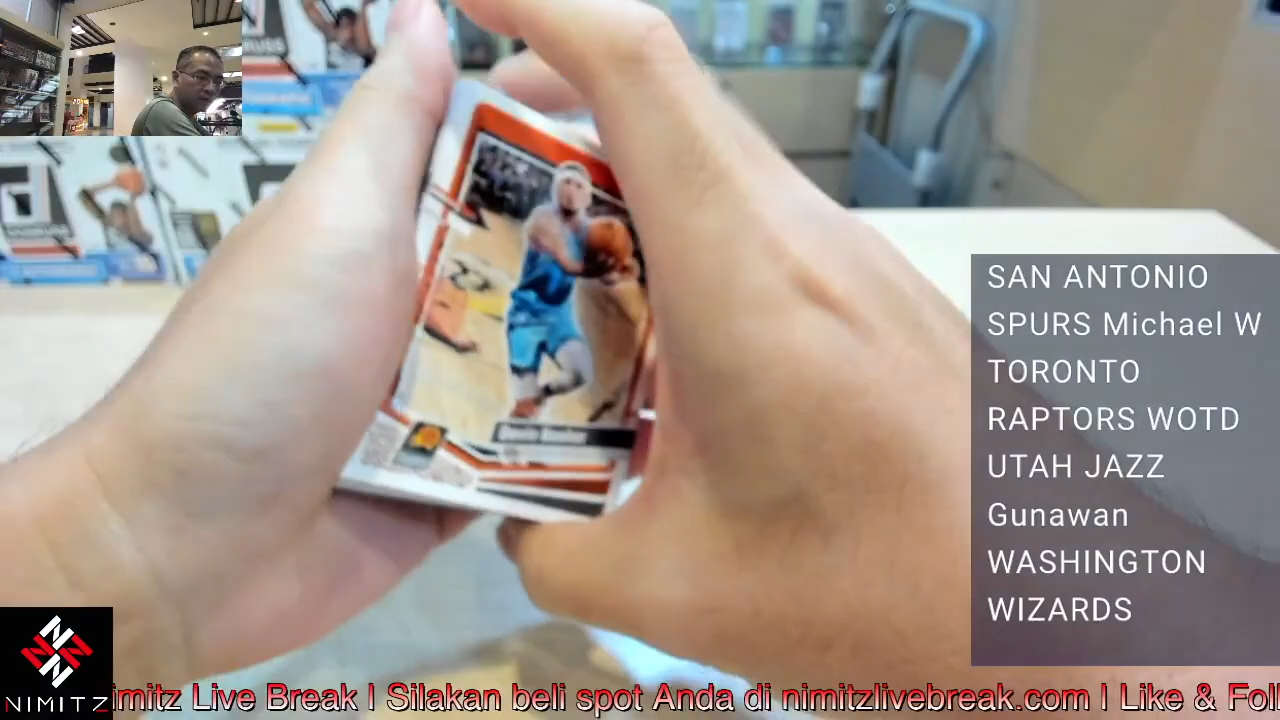 SAN ANTONIO
SPURS Michael W
TORONTO
RAPTORS WOTD
UTAH JAZZ
Gunawan
WASHINGTON
WIZARDS
NIMITZ
imitz Live Break | Silakan beli spot Anda di nimitzlivebreak.com | Like & Foll